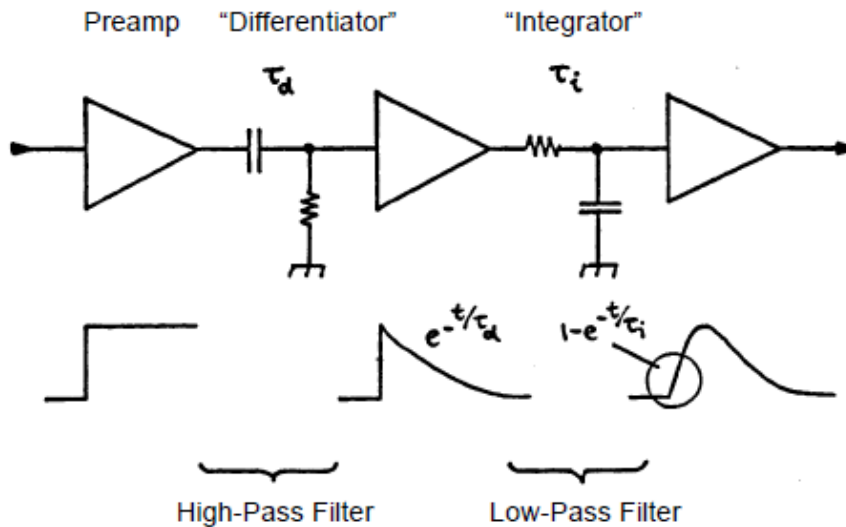 Preamp “Differentiator” “Integrator”
τd τi
e^-t/τd 1-e^-t/τi
High-Pass Filter Low-Pass Filter